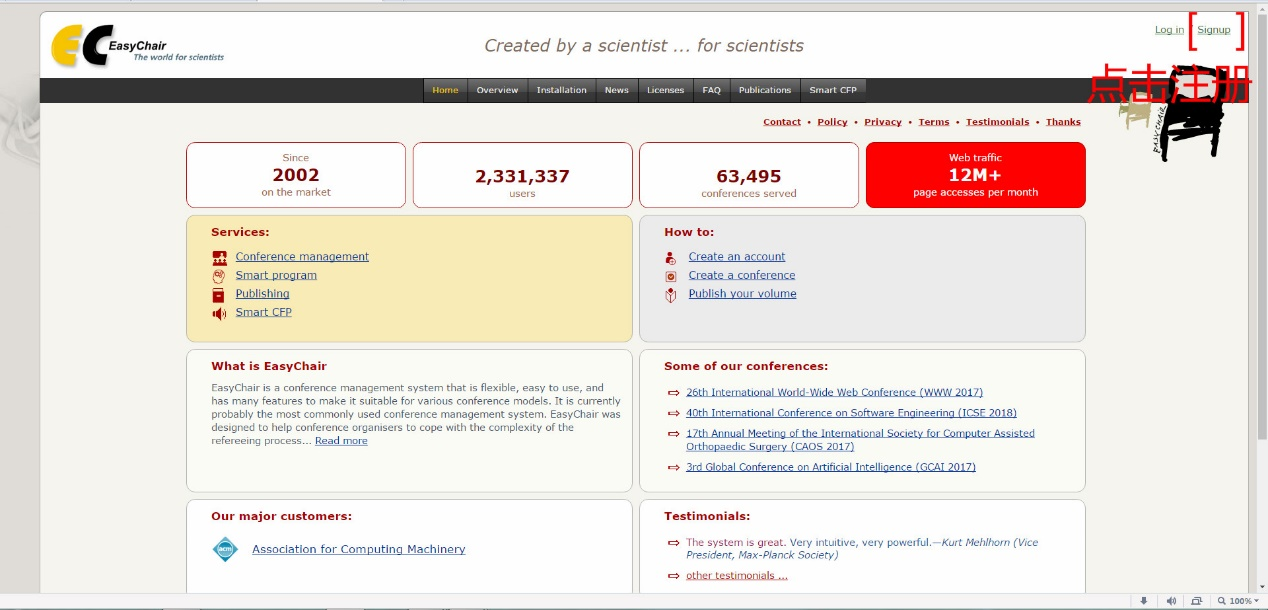 EC EasyChair
The world for scientists
Created by a scientist ... for scientists
Log in [ Signup ]
点击注册
Home Overview Installation News Licenses FAQ Publications Smart CFP
easychair
Contact • Policy • Privacy • Terms • Testimonials • Thanks
Since
2002
on the market
2,331,337
users
63,495
conferences served
Web traffic
12M+
page accesses per month
Services:
Conference management
Smart program
Publishing
Smart CFP
How to:
Create an account
Create a conference
Publish your volume
What is EasyChair
EasyChair is a conference management system that is flexible, easy to use, and
has many features to make it suitable for various conference models. It is currently
probably the most commonly used conference management system. EasyChair was
designed to help conference organisers to cope with the complexity of the
refereeing process... Read more
Some of our conferences:
26th International World-Wide Web Conference (WWW 2017)
40th International Conference on Software Engineering (ICSE 2018)
17th Annual Meeting of the International Society for Computer Assisted
Orthopaedic Surgery (CAOS 2017)
3rd Global Conference on Artificial Intelligence (GCAI 2017)
Our major customers:
acm Association for Computing Machinery
Testimonials:
The system is great. Very intuitive, very powerful.—Kurt Mehlhorn (Vice
President, Max-Planck Society)
other testimonials ...
100%